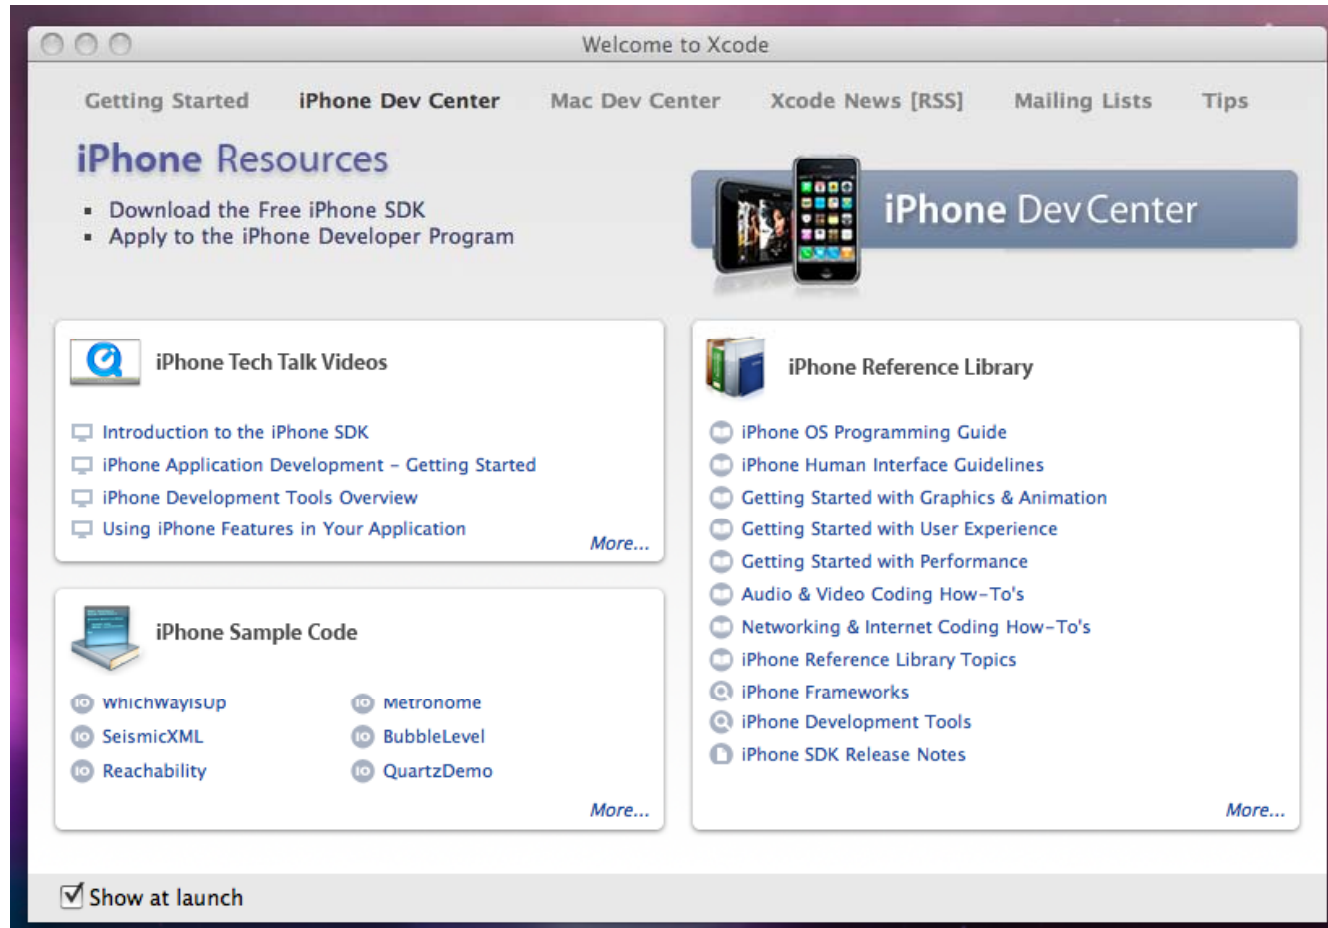 Welcome to Xcode
Getting Started iPhone Dev Center Mac Dev Center Xcode News [RSS] Mailing Lists Tips
iPhone Resources
Download the Free iPhone SDK
Apply to the iPhone Developer Program
iPhone Dev Center
iPhone Tech Talk Videos
Introduction to the iPhone SDK
iPhone Application Development – Getting Started
iPhone Development Tools Overview
Using iPhone Features in Your Application
More...
iPhone Sample Code
WhichWayIsUp Metronome
SeismicXML BubbleLevel
Reachability QuartzDemo
More...
iPhone Reference Library
iPhone OS Programming Guide
iPhone Human Interface Guidelines
Getting Started with Graphics & Animation
Getting Started with User Experience
Getting Started with Performance
Audio & Video Coding How-To's
Networking & Internet Coding How-To's
iPhone Reference Library Topics
iPhone Frameworks
iPhone Development Tools
iPhone SDK Release Notes
More...
Show at launch